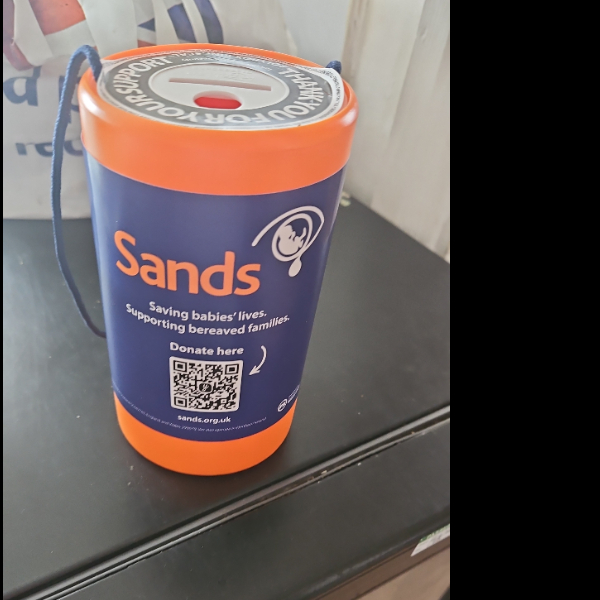 THANK YOU FOR YOUR SUPPORT
Sands
Saving babies' lives.
Supporting bereaved families.
Donate here
sands.org.uk